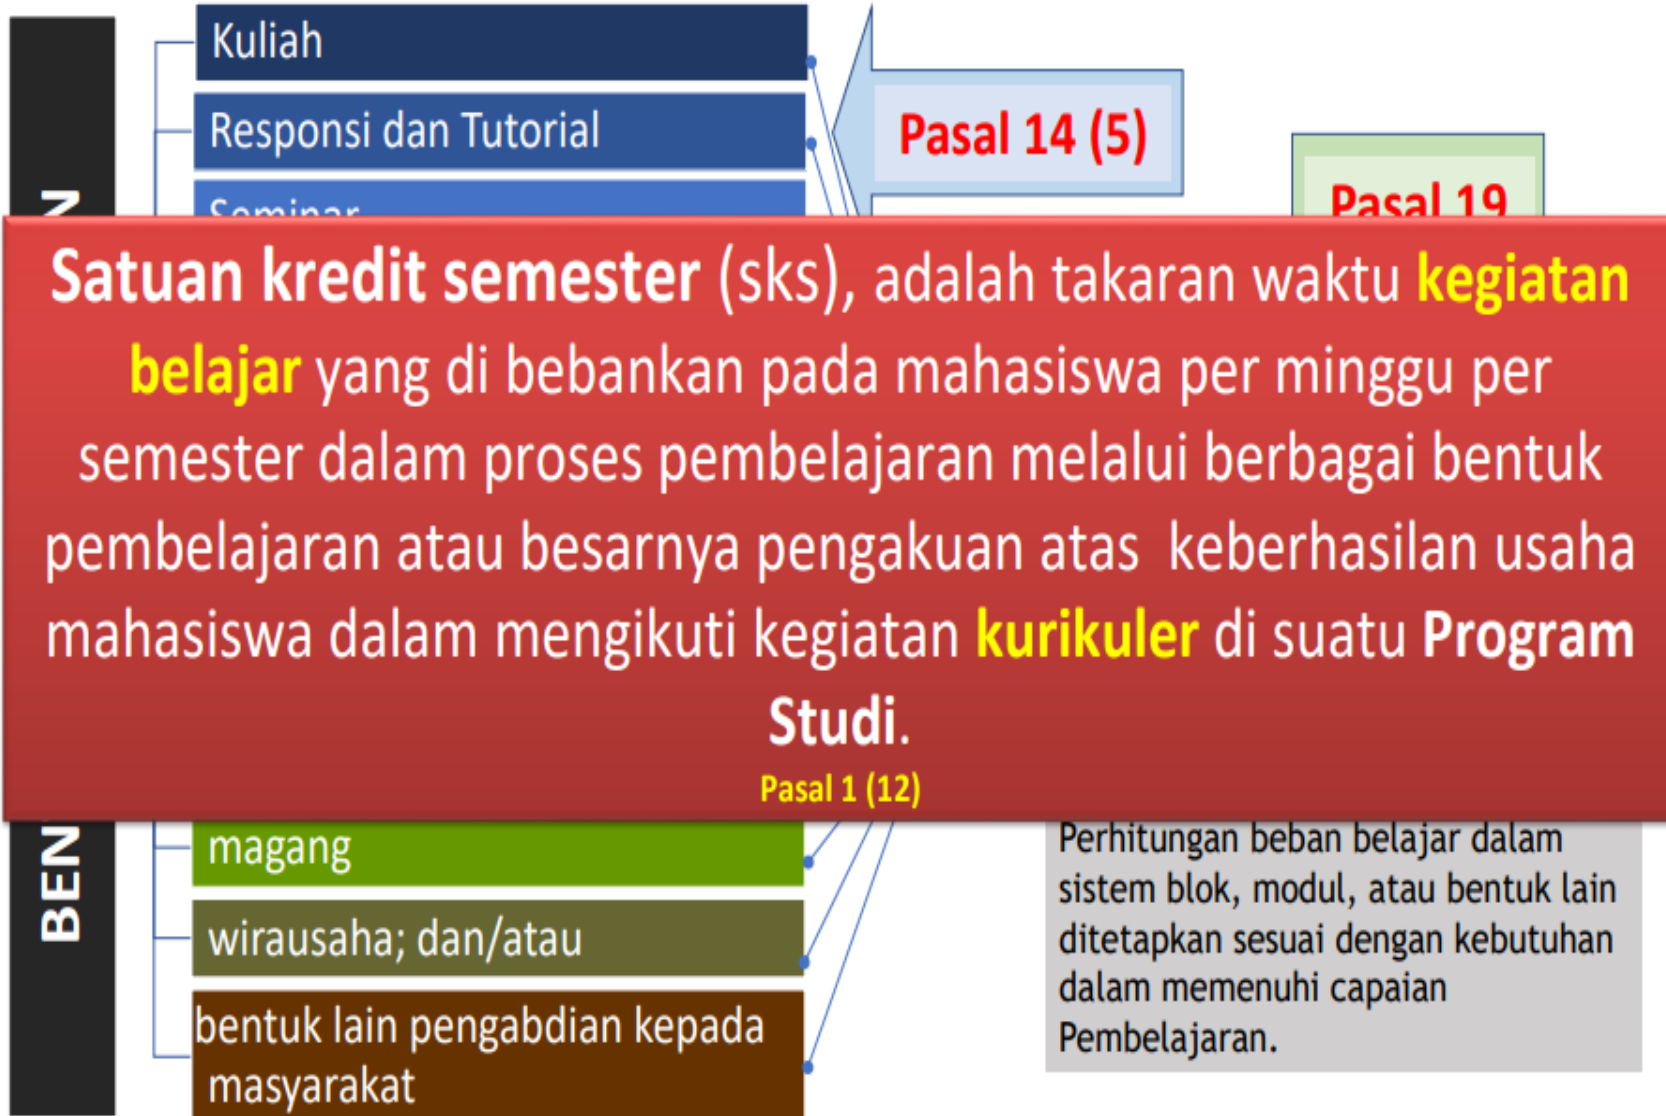 Kuliah
Responsi dan Tutorial
Seminar
Pasal 14 (5)
Pasal 19
Satuan kredit semester (sks), adalah takaran waktu kegiatan
belajar yang di bebankan pada mahasiswa per minggu per
semester dalam proses pembelajaran melalui berbagai bentuk
pembelajaran atau besarnya pengakuan atas keberhasilan usaha
mahasiswa dalam mengikuti kegiatan kurikuler di suatu Program
Studi.
Pasal 1 (12)
magang
wirausaha; dan/atau
bentuk lain pengabdian kepada
masyarakat
Perhitungan beban belajar dalam
sistem blok, modul, atau bentuk lain
ditetapkan sesuai dengan kebutuhan
dalam memenuhi capaian
Pembelajaran.